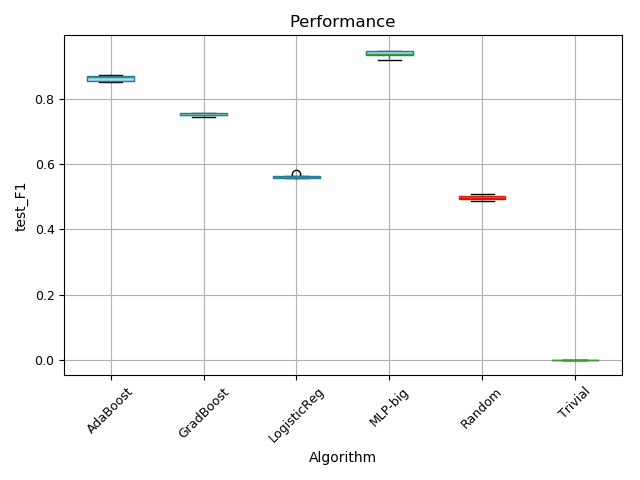 Performance
test_F1
0.8
0.6
0.4
0.2
0.0
AdaBoost
GradBoost
LogisticReg
MLP-big
Random
Trivial
Algorithm